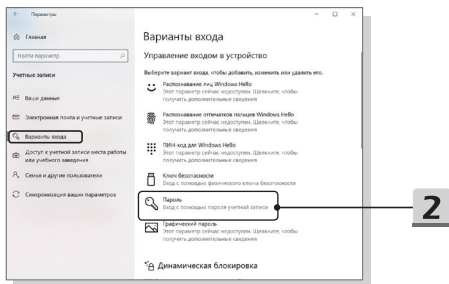 Параметры
Главная
Найти параметр
Учетные записи
Ваши данные
Электронная почта и учетные записи
Варианты входа
Доступ к учетной записи места работы
или учебного заведения
Семья и другие пользователи
Синхронизация ваших параметров
Варианты входа
Управление входом в устройство
Выберите вариант входа, чтобы добавить, изменить или удалить его.
Распознавание лиц Windows Hello
Этот параметр сейчас недоступен. Щелкните, чтобы
получить дополнительные сведения
Распознавание отпечатков пальцев Windows Hello
Этот параметр сейчас недоступен. Щелкните, чтобы
получить дополнительные сведения
ПИН-код для Windows Hello
Этот параметр сейчас недоступен. Щелкните, чтобы
получить дополнительные сведения
Ключ безопасности
Вход с помощью физического ключа безопасности
Пароль
Вход с помощью пароля учетной записи
Графический пароль
Этот параметр сейчас недоступен. Щелкните, чтобы
получить дополнительные сведения
Динамическая блокировка
2